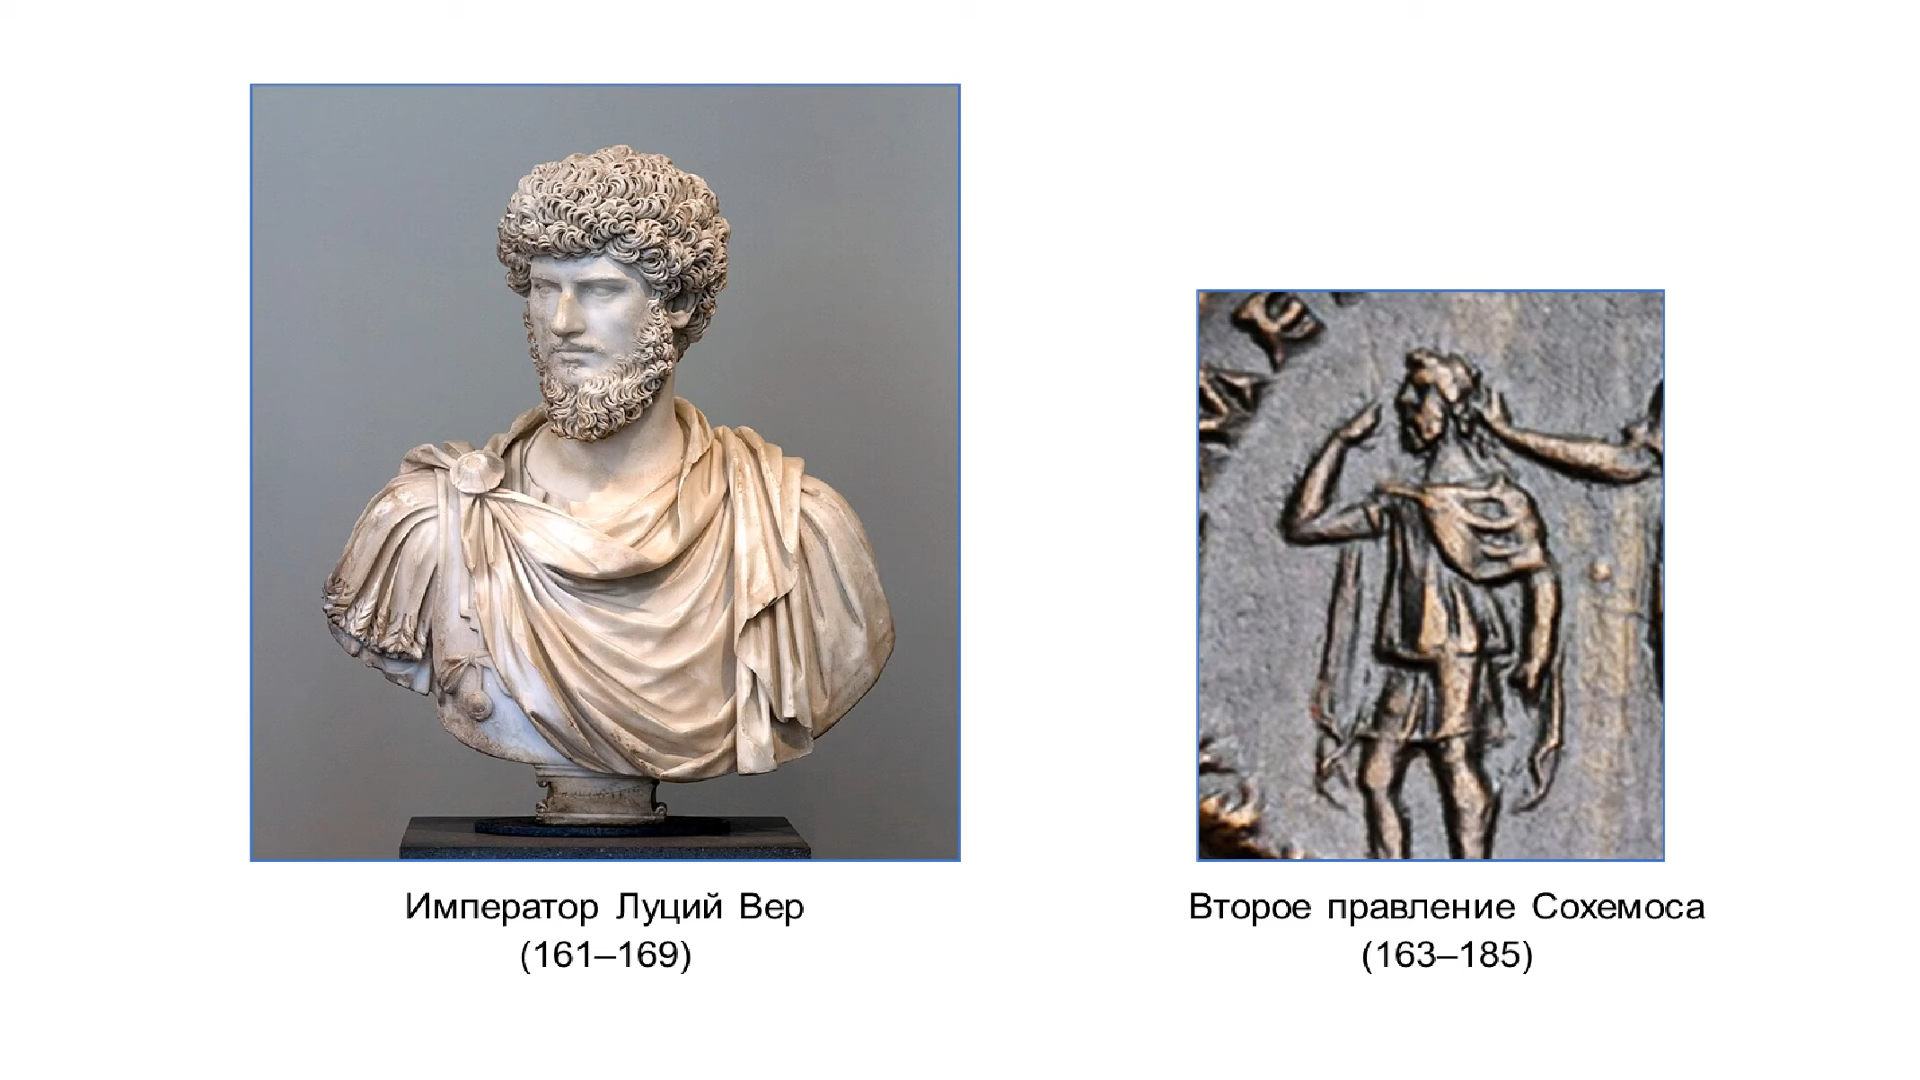 Император Луций Вер
(161–169)
Второе правление Сохемоса
(163–185)